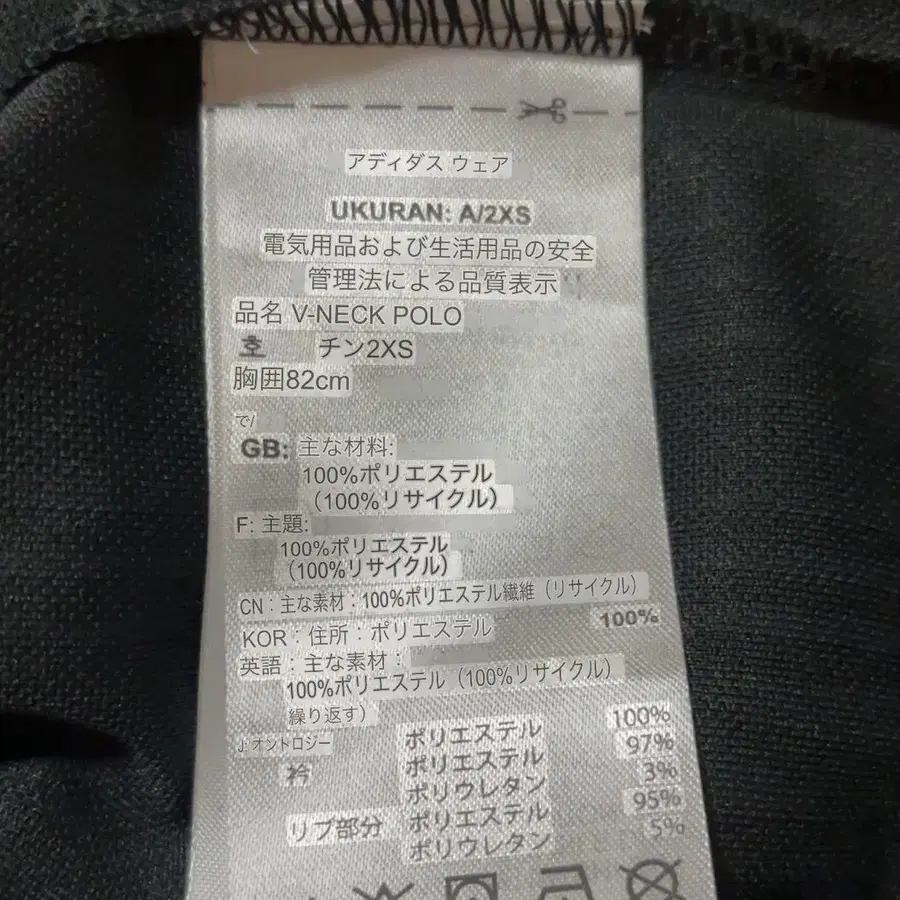 アディダス ウェア
UKURAN: A/2XS
電気用品および生活用品の安全
管理法による品質表示
品名 V-NECK POLO
호 チン2XS
胸囲82cm
で/
GB: 主な材料:
100%ポリエステル
（100%リサイクル）
F: 主題:
100%ポリエステル
（100%リサイクル）
CN：主な素材：100%ポリエステル繊維（リサイクル）
KOR：住所：ポリエステル 100%
英語：主な素材：
100%ポリエステル（100%リサイクル）
繰り返す）
J:オントロジー ポリエステル 100%
衿 ポリエステル 97%
ポリウレタン 3%
リブ部分 ポリエステル 95%
ポリウレタン 5%